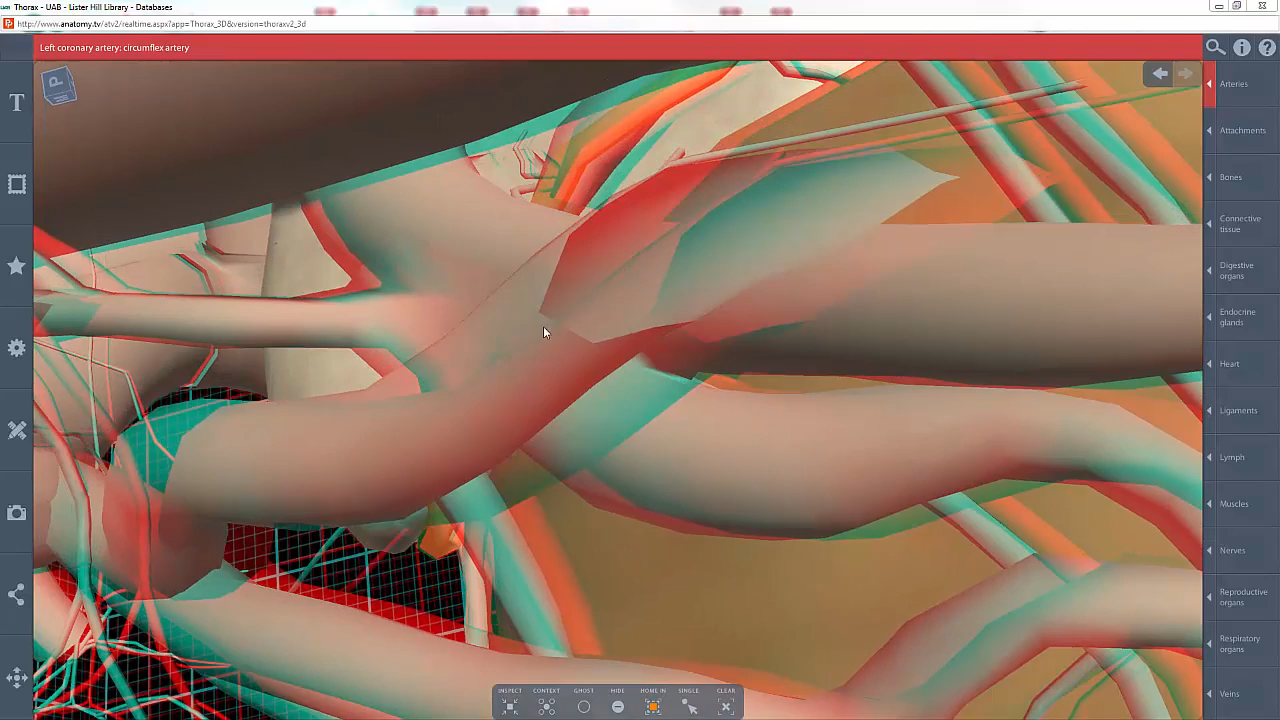 Thorax - UAB - Lister Hill Library - Databases
http://www.anatomy.tv/atv2/realtime.aspx?app=Thorax_3D&version=thoraxv2_3d
Left coronary artery: circumflex artery
P
T
Arteries
Attachments
Bones
Connective
tissue
Digestive
organs
Endocrine
glands
Heart
Ligaments
Lymph
Muscles
Nerves
Reproductive
organs
Respiratory
organs
Veins
INSPECT CONTEXT GHOST HIDE HOME IN SINGLE CLEAR